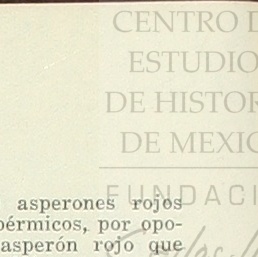 CENTRO D
ESTUDIO
DE HISTOR
DE MEXIC
FUNDACI
asperones rojos
pérmicos, por opo-
asperón rojo que